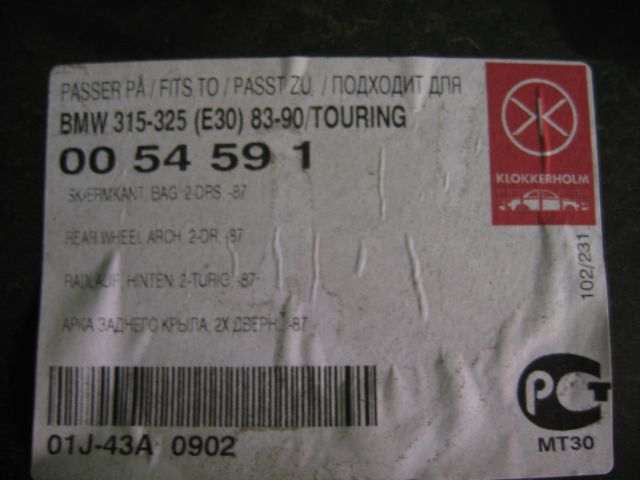 PASSER PÅ / FITS TO / PASST ZU / ПОДХОДИТ ДЛЯ
BMW 315-325 (E30) 83-90/TOURING
00 54 59 1
KLOKKERHOLM
SKÆRMKANT, BAG. 2-DRS. -87
REAR WHEEL ARCH. 2-DR. -87
RADLAUF, HINTEN. 2-TURIG. -87
АРКА ЗАДНЕГО КРЫЛА, 2Х ДВЕРН. -87
102/231
01J-43A 0902
РСТ
MT30